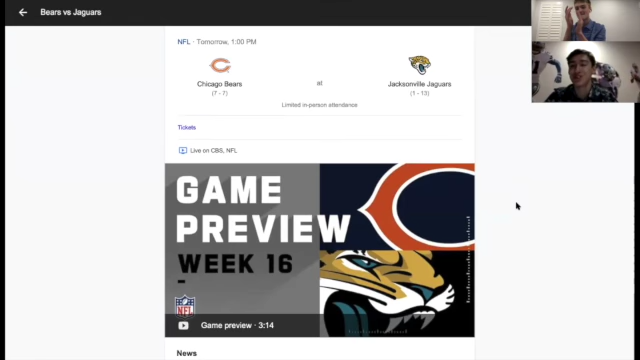 Bears vs Jaguars
NFL · Tomorrow, 1:00 PM
Chicago Bears
at
Jacksonville Jaguars
(7 - 7)
(1 - 13)
Limited in-person attendance
Tickets
Live on CBS, NFL
GAME
PREVIEW
WEEK 16
NFL
Game preview · 3:14
News